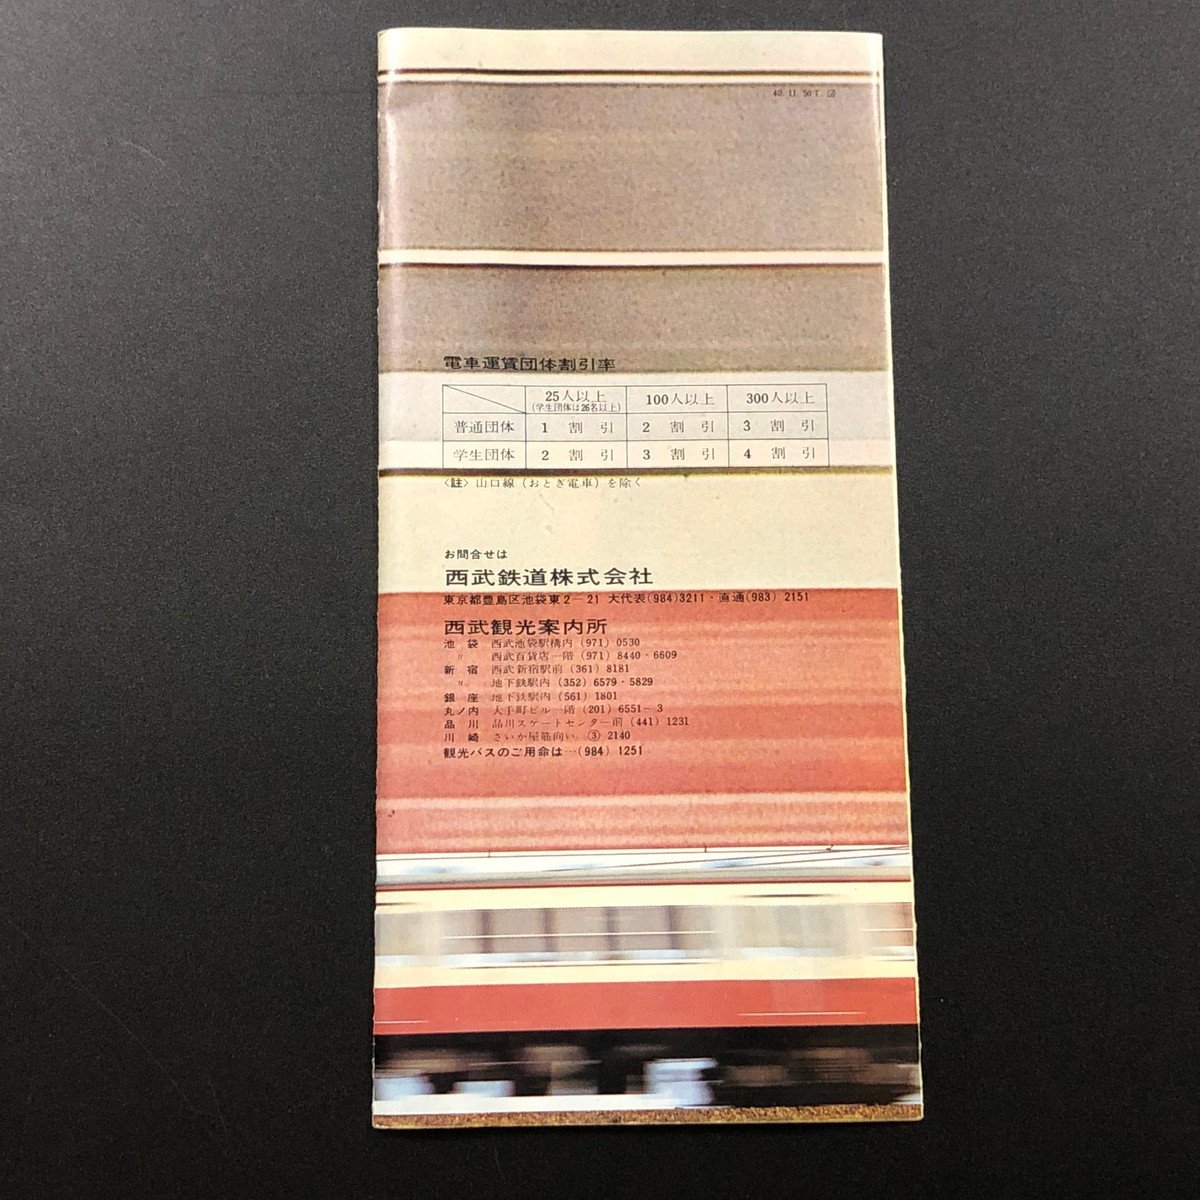 40. 11. 50T. 図
電車運賃団体割引率
25人以上 100人以上 300人以上
(学生団体は26名以上)
普通団体 1 割 引 2 割 引 3 割 引
学生団体 2 割 引 3 割 引 4 割 引
〈註〉山口線（おとぎ電車）を除く
お問合せは
西武鉄道株式会社
東京都豊島区池袋東2－21 大代表(984)3211・直通(983) 2151
西武観光案内所
池 袋 西武池袋駅構内 (971) 0530
〃 西武百貨店一階 (971) 8440・6609
新 宿 西武新宿駅前 (361) 8181
〃 地下鉄駅内 (352) 6579・5829
銀 座 地下鉄駅内 (561) 1801
丸ノ内 大手町ビル一階 (201) 6551－3
品 川 品川スケートセンター前 (441) 1231
川 崎 さいか屋筋向い ③ 2140
観光バスのご用命は…(984) 1251